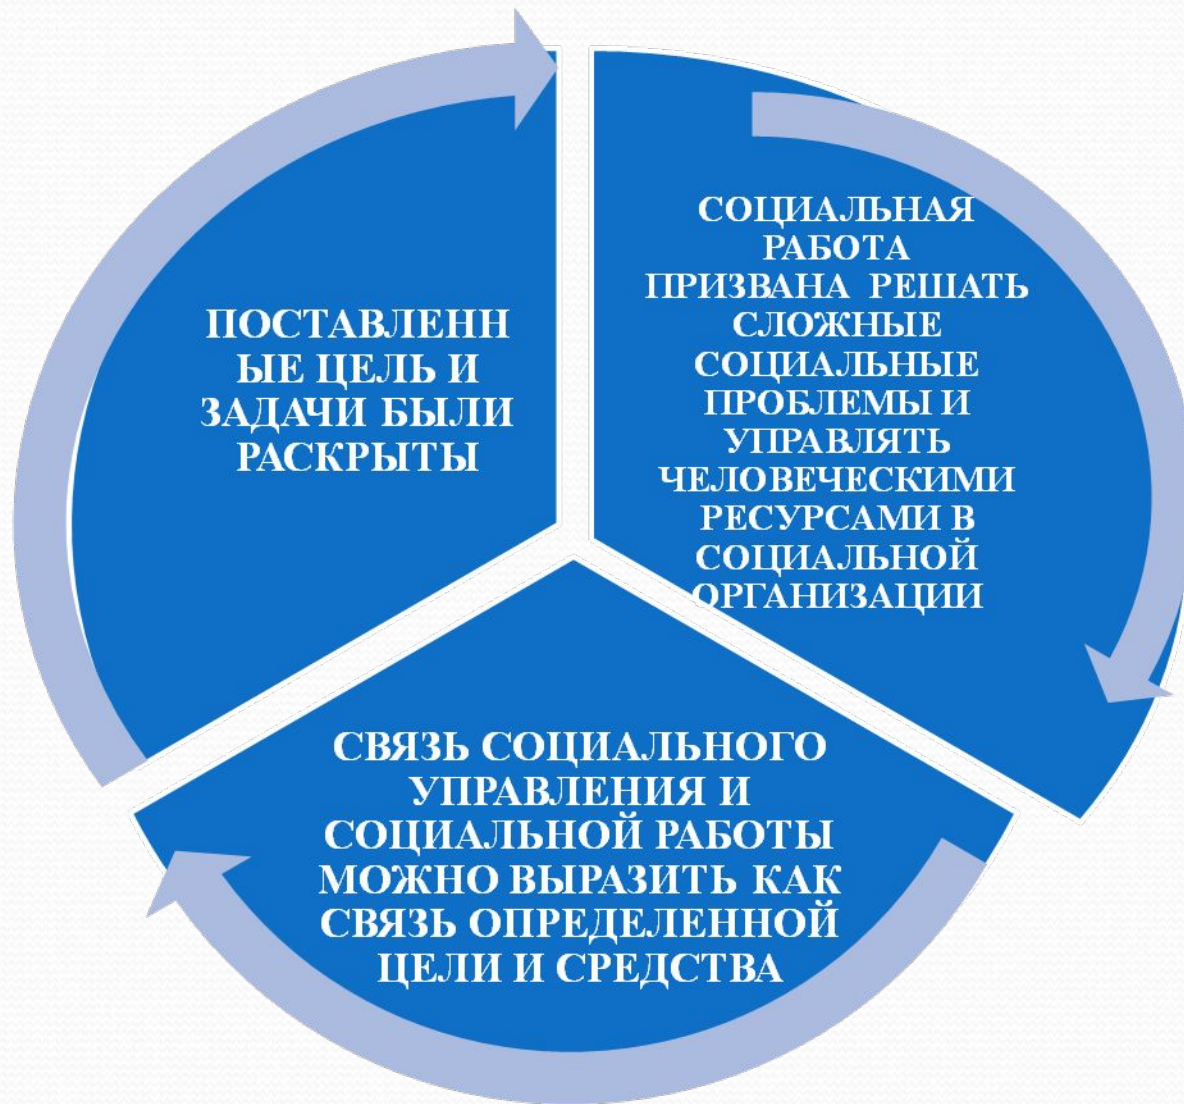 СОЦИАЛЬНАЯ
РАБОТА
ПРИЗВАНА РЕШАТЬ
СЛОЖНЫЕ
СОЦИАЛЬНЫЕ
ПРОБЛЕМЫ И
УПРАВЛЯТЬ
ЧЕЛОВЕЧЕСКИМИ
РЕСУРСАМИ В
СОЦИАЛЬНОЙ
ОРГАНИЗАЦИИ
СВЯЗЬ СОЦИАЛЬНОГО
УПРАВЛЕНИЯ И
СОЦИАЛЬНОЙ РАБОТЫ
МОЖНО ВЫРАЗИТЬ КАК
СВЯЗЬ ОПРЕДЕЛЕННОЙ
ЦЕЛИ И СРЕДСТВА
ПОСТАВЛЕНН
ЫЕ ЦЕЛЬ И
ЗАДАЧИ БЫЛИ
РАСКРЫТЫ